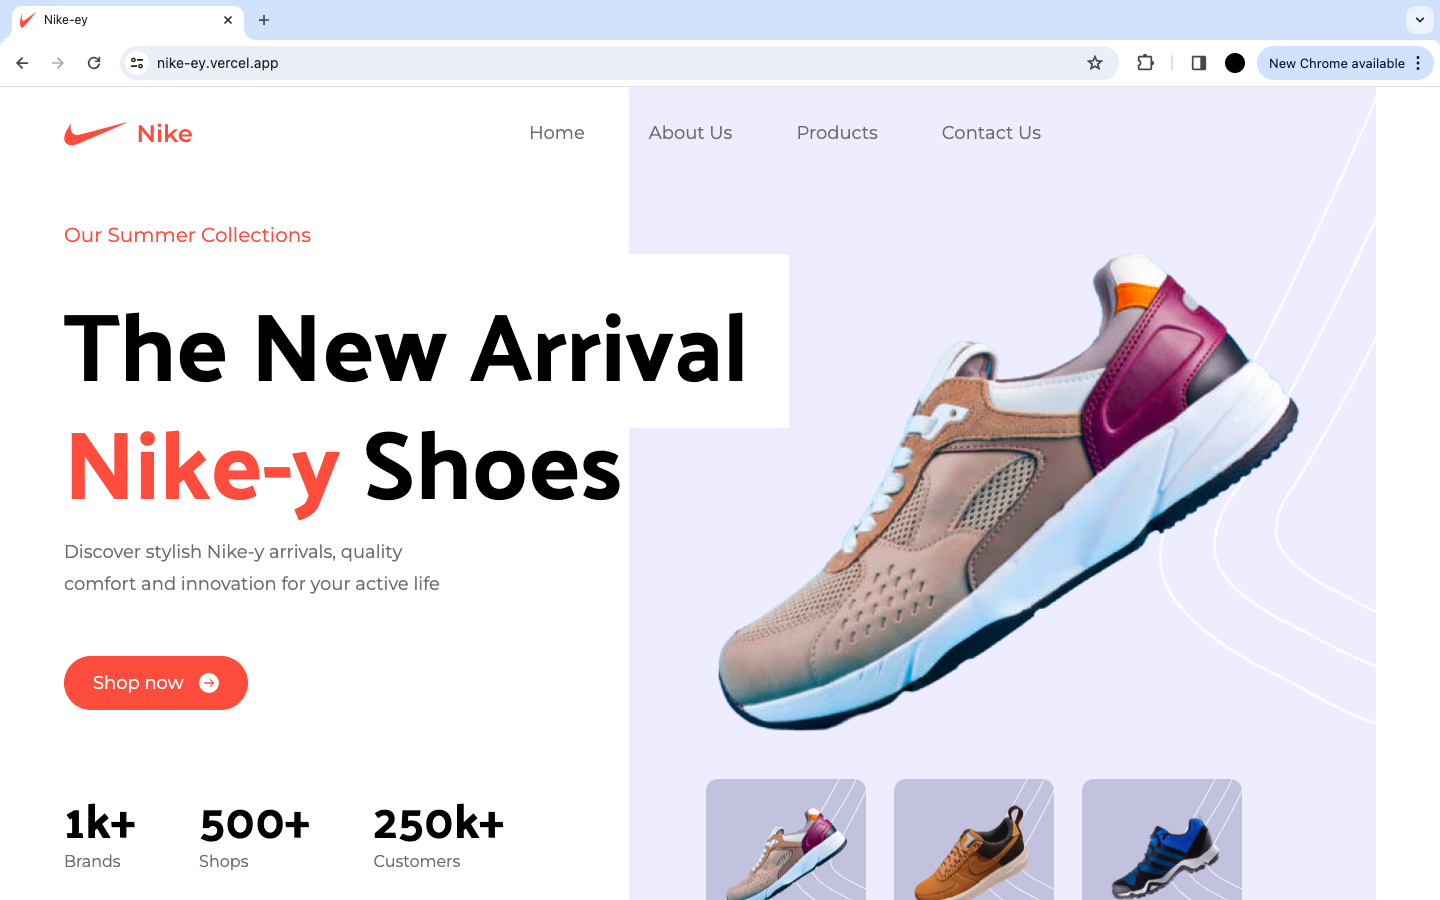 Nike-ey
nike-ey.vercel.app
New Chrome available
Nike
Home
About Us
Products
Contact Us
Our Summer Collections
The New Arrival
Nike-y Shoes
Discover stylish Nike-y arrivals, quality
comfort and innovation for your active life
Shop now
1k+
Brands
500+
Shops
250k+
Customers